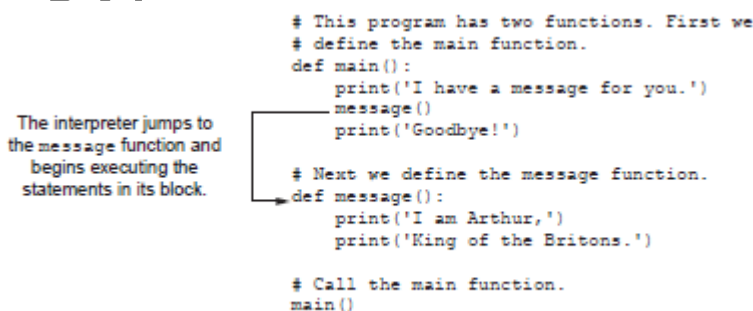 # This program has two functions. First we
# define the main function.
def main():
    print('I have a message for you.')
    message()
    print('Goodbye!')
The interpreter jumps to
the message function and
begins executing the
statements in its block.
# Next we define the message function.
def message():
    print('I am Arthur,')
    print('King of the Britons.')
# Call the main function.
main()